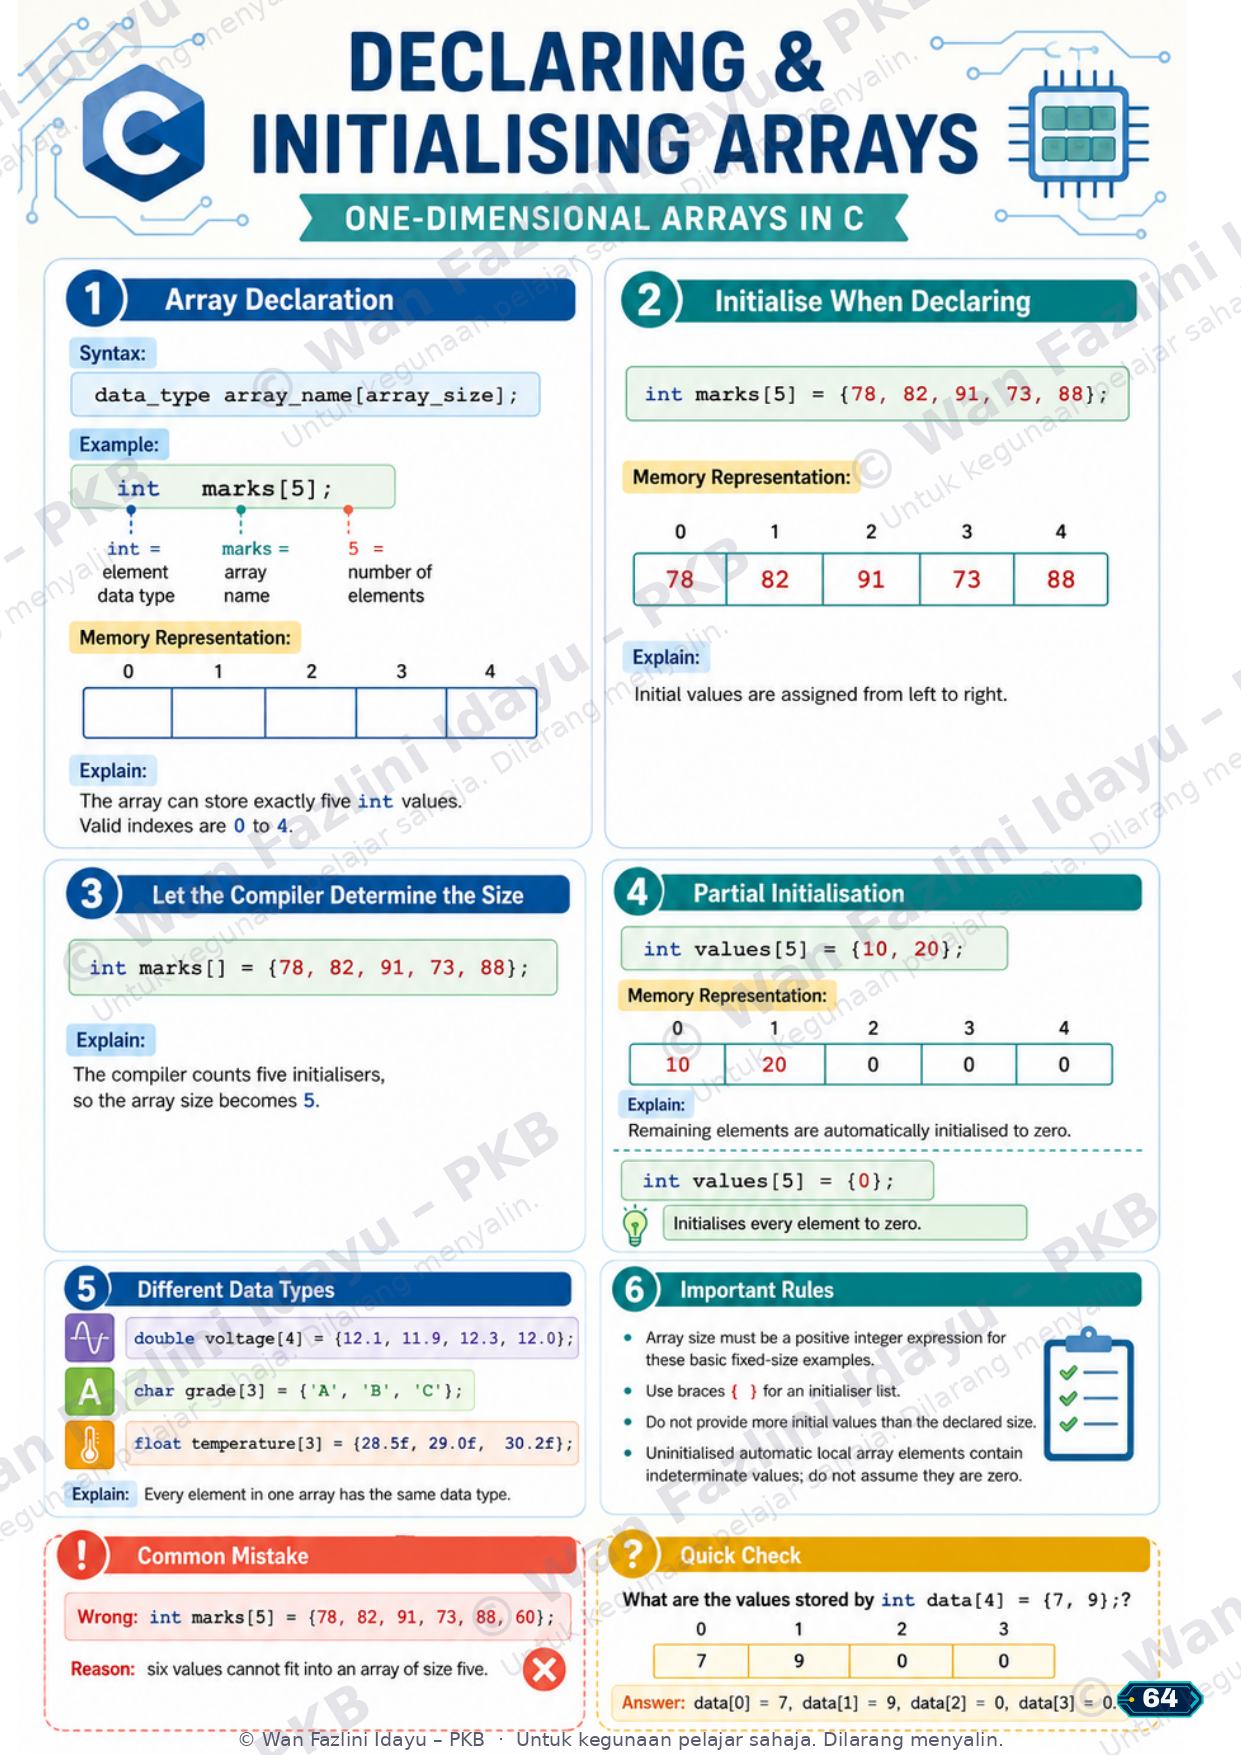 C
DECLARING &
INITIALISING ARRAYS
ONE-DIMENSIONAL ARRAYS IN C
1 Array Declaration
Syntax:
data_type array_name[array_size];
Example:
int marks[5];
int = marks = 5 =
element array number of
data type name elements
Memory Representation:
0 1 2 3 4
Explain:
The array can store exactly five int values.
Valid indexes are 0 to 4.
2 Initialise When Declaring
int marks[5] = {78, 82, 91, 73, 88};
Memory Representation:
0 1 2 3 4
78 82 91 73 88
Explain:
Initial values are assigned from left to right.
3 Let the Compiler Determine the Size
int marks[] = {78, 82, 91, 73, 88};
Explain:
The compiler counts five initialisers,
so the array size becomes 5.
4 Partial Initialisation
int values[5] = {10, 20};
Memory Representation:
0 1 2 3 4
10 20 0 0 0
Explain:
Remaining elements are automatically initialised to zero.
int values[5] = {0};
Initialises every element to zero.
5 Different Data Types
double voltage[4] = {12.1, 11.9, 12.3, 12.0};
A char grade[3] = {'A', 'B', 'C'};
float temperature[3] = {28.5f, 29.0f, 30.2f};
Explain: Every element in one array has the same data type.
6 Important Rules
• Array size must be a positive integer expression for
these basic fixed-size examples.
• Use braces { } for an initialiser list.
• Do not provide more initial values than the declared size.
• Uninitialised automatic local array elements contain
indeterminate values; do not assume they are zero.
! Common Mistake
Wrong: int marks[5] = {78, 82, 91, 73, 88, 60};
Reason: six values cannot fit into an array of size five.
? Quick Check
What are the values stored by int data[4] = {7, 9};?
0 1 2 3
7 9 0 0
Answer: data[0] = 7, data[1] = 9, data[2] = 0, data[3] = 0.
64
© Wan Fazlini Idayu – PKB · Untuk kegunaan pelajar sahaja. Dilarang menyalin.
© Wan Fazlini Idayu – PKB
Untuk kegunaan pelajar sahaja. Dilarang menyalin.